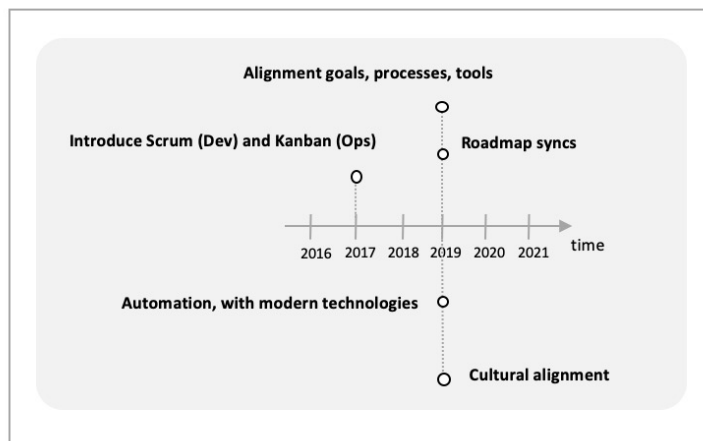 Alignment goals, processes, tools
Introduce Scrum (Dev) and Kanban (Ops)
Roadmap syncs
2016 2017 2018 2019 2020 2021
time
Automation, with modern technologies
Cultural alignment